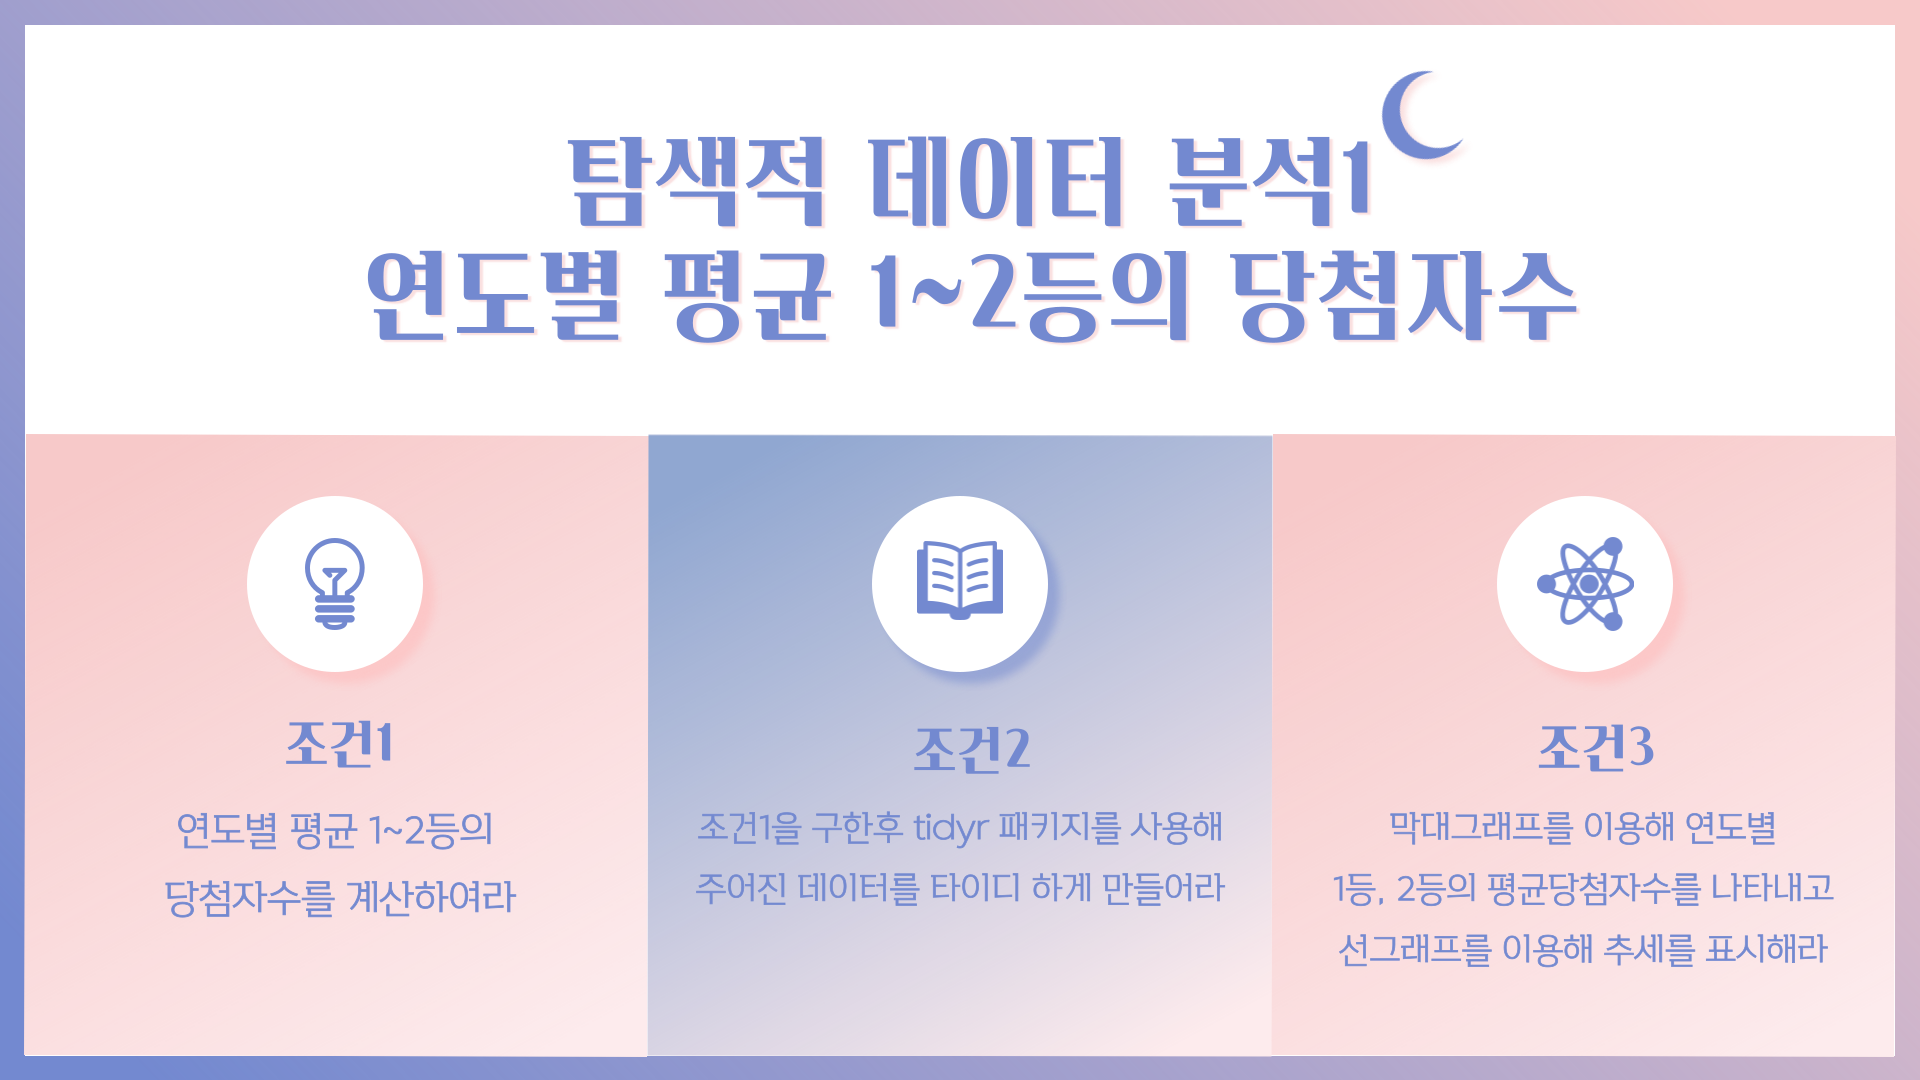 탐색적 데이터 분석1
연도별 평균 1~2등의 당첨자수
조건1
연도별 평균 1~2등의
당첨자수를 계산하여라
조건2
조건1을 구한후 tidyr 패키지를 사용해
주어진 데이터를 타이디 하게 만들어라
조건3
막대그래프를 이용해 연도별
1등, 2등의 평균당첨자수를 나타내고
선그래프를 이용해 추세를 표시해라